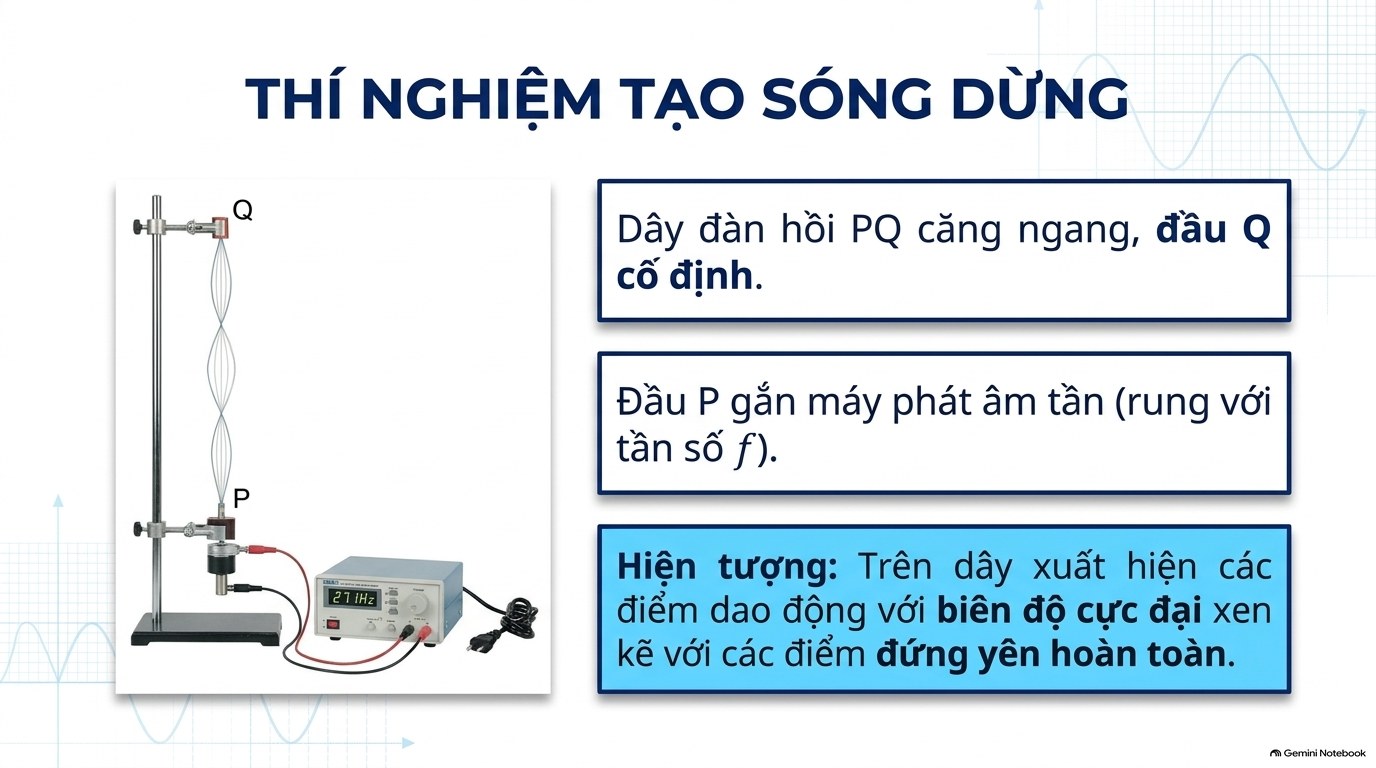 THÍ NGHIỆM TẠO SÓNG DỪNG
Q
P
271Hz
Dây đàn hồi PQ căng ngang, đầu Q
cố định.
Đầu P gắn máy phát âm tần (rung với
tần số f).
Hiện tượng: Trên dây xuất hiện các
điểm dao động với biên độ cực đại xen
kẽ với các điểm đứng yên hoàn toàn.
Gemini Notebook